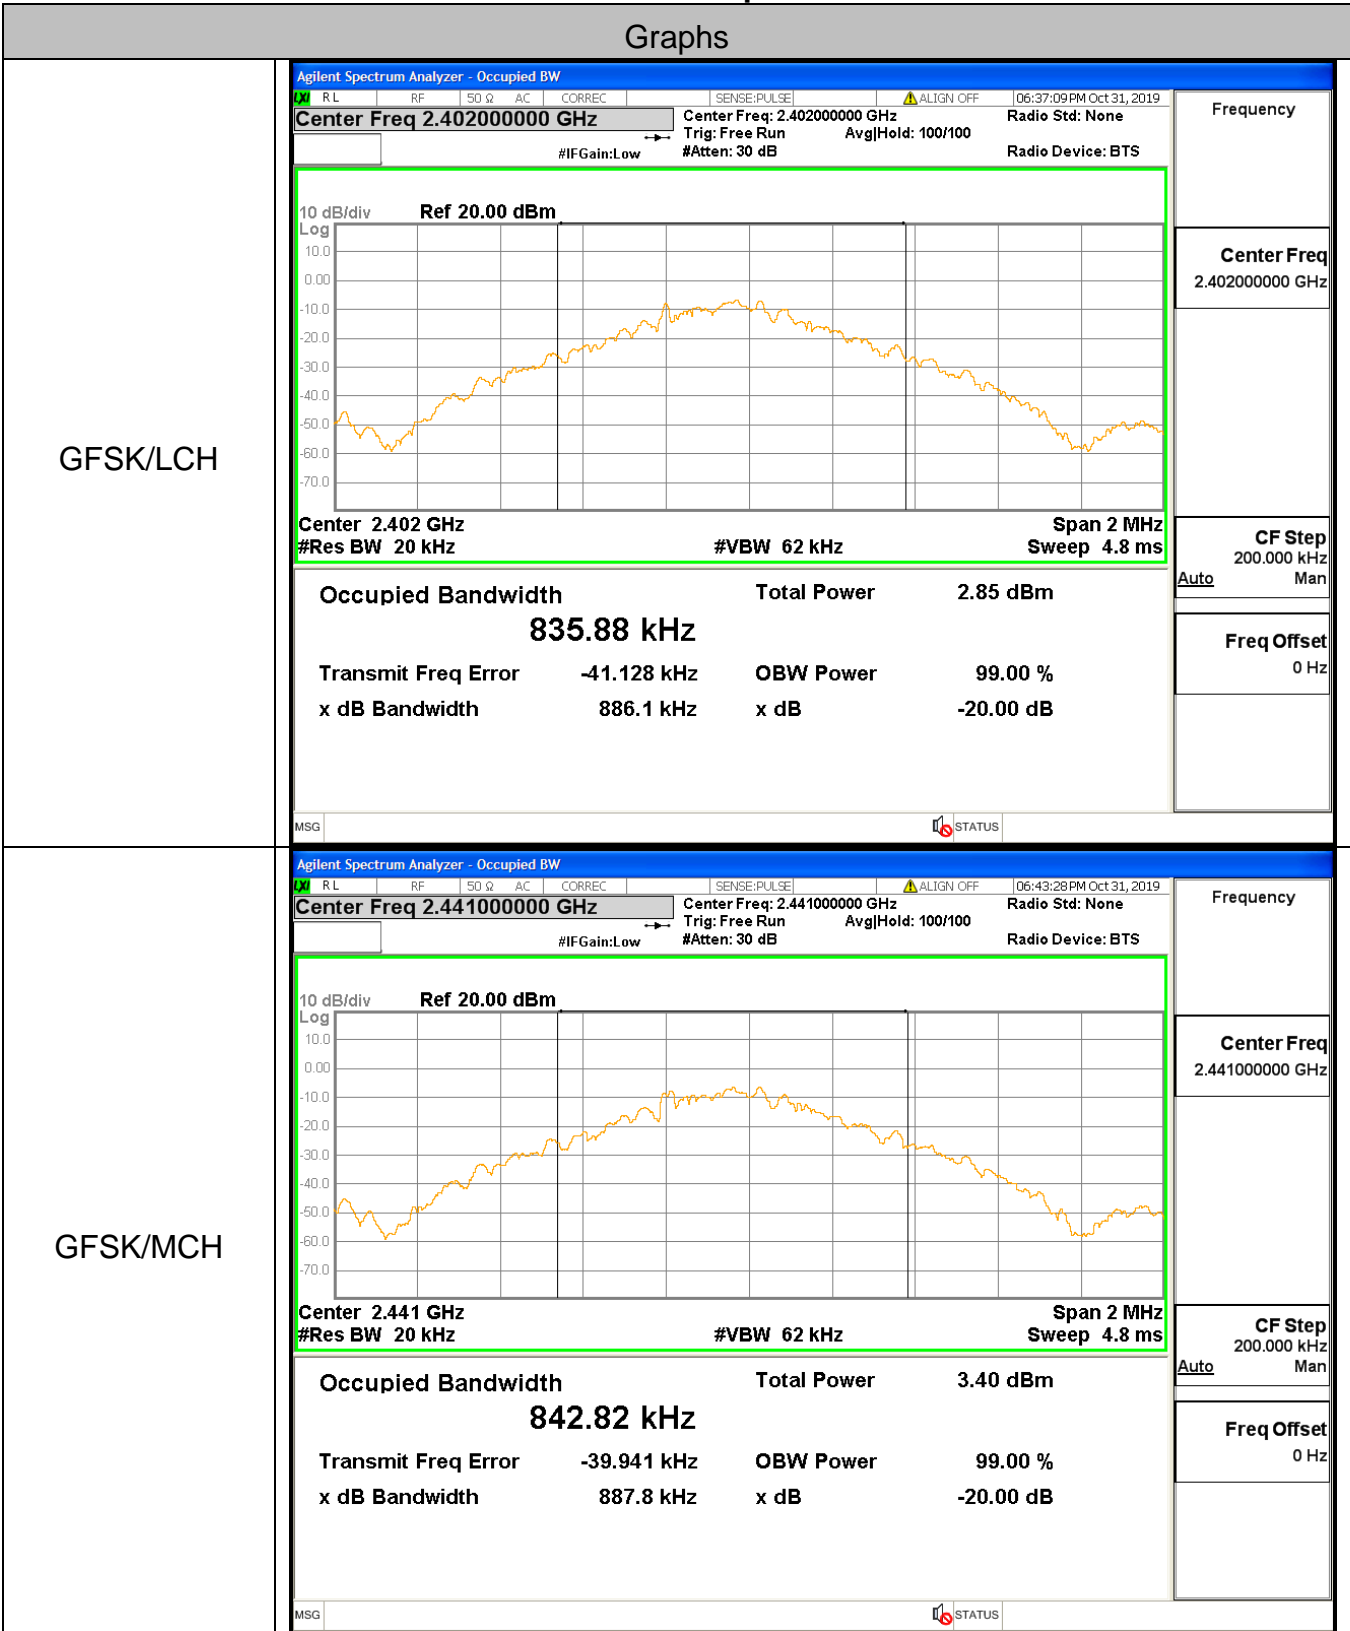 Graphs
GFSK/LCH
Agilent Spectrum Analyzer - Occupied BW
LXI RL RF 50 Ω AC CORREC SENSE:PULSE ALIGN OFF 06:37:09 PM Oct 31, 2019
Center Freq 2.402000000 GHz
Center Freq: 2.402000000 GHz
Radio Std: None
Trig: Free Run Avg|Hold: 100/100
#IFGain:Low #Atten: 30 dB Radio Device: BTS
10 dB/div Ref 20.00 dBm
Log
10.0
0.00
-10.0
-20.0
-30.0
-40.0
-50.0
-60.0
-70.0
Center 2.402 GHz Span 2 MHz
#Res BW 20 kHz #VBW 62 kHz Sweep 4.8 ms
Occupied Bandwidth Total Power 2.85 dBm
835.88 kHz
Transmit Freq Error -41.128 kHz OBW Power 99.00 %
x dB Bandwidth 886.1 kHz x dB -20.00 dB
MSG STATUS
Frequency
Center Freq
2.402000000 GHz
CF Step
200.000 kHz
Auto Man
Freq Offset
0 Hz
GFSK/MCH
Agilent Spectrum Analyzer - Occupied BW
LXI RL RF 50 Ω AC CORREC SENSE:PULSE ALIGN OFF 06:43:28 PM Oct 31, 2019
Center Freq 2.441000000 GHz
Center Freq: 2.441000000 GHz
Radio Std: None
Trig: Free Run Avg|Hold: 100/100
#IFGain:Low #Atten: 30 dB Radio Device: BTS
10 dB/div Ref 20.00 dBm
Log
10.0
0.00
-10.0
-20.0
-30.0
-40.0
-50.0
-60.0
-70.0
Center 2.441 GHz Span 2 MHz
#Res BW 20 kHz #VBW 62 kHz Sweep 4.8 ms
Occupied Bandwidth Total Power 3.40 dBm
842.82 kHz
Transmit Freq Error -39.941 kHz OBW Power 99.00 %
x dB Bandwidth 887.8 kHz x dB -20.00 dB
MSG STATUS
Frequency
Center Freq
2.441000000 GHz
CF Step
200.000 kHz
Auto Man
Freq Offset
0 Hz